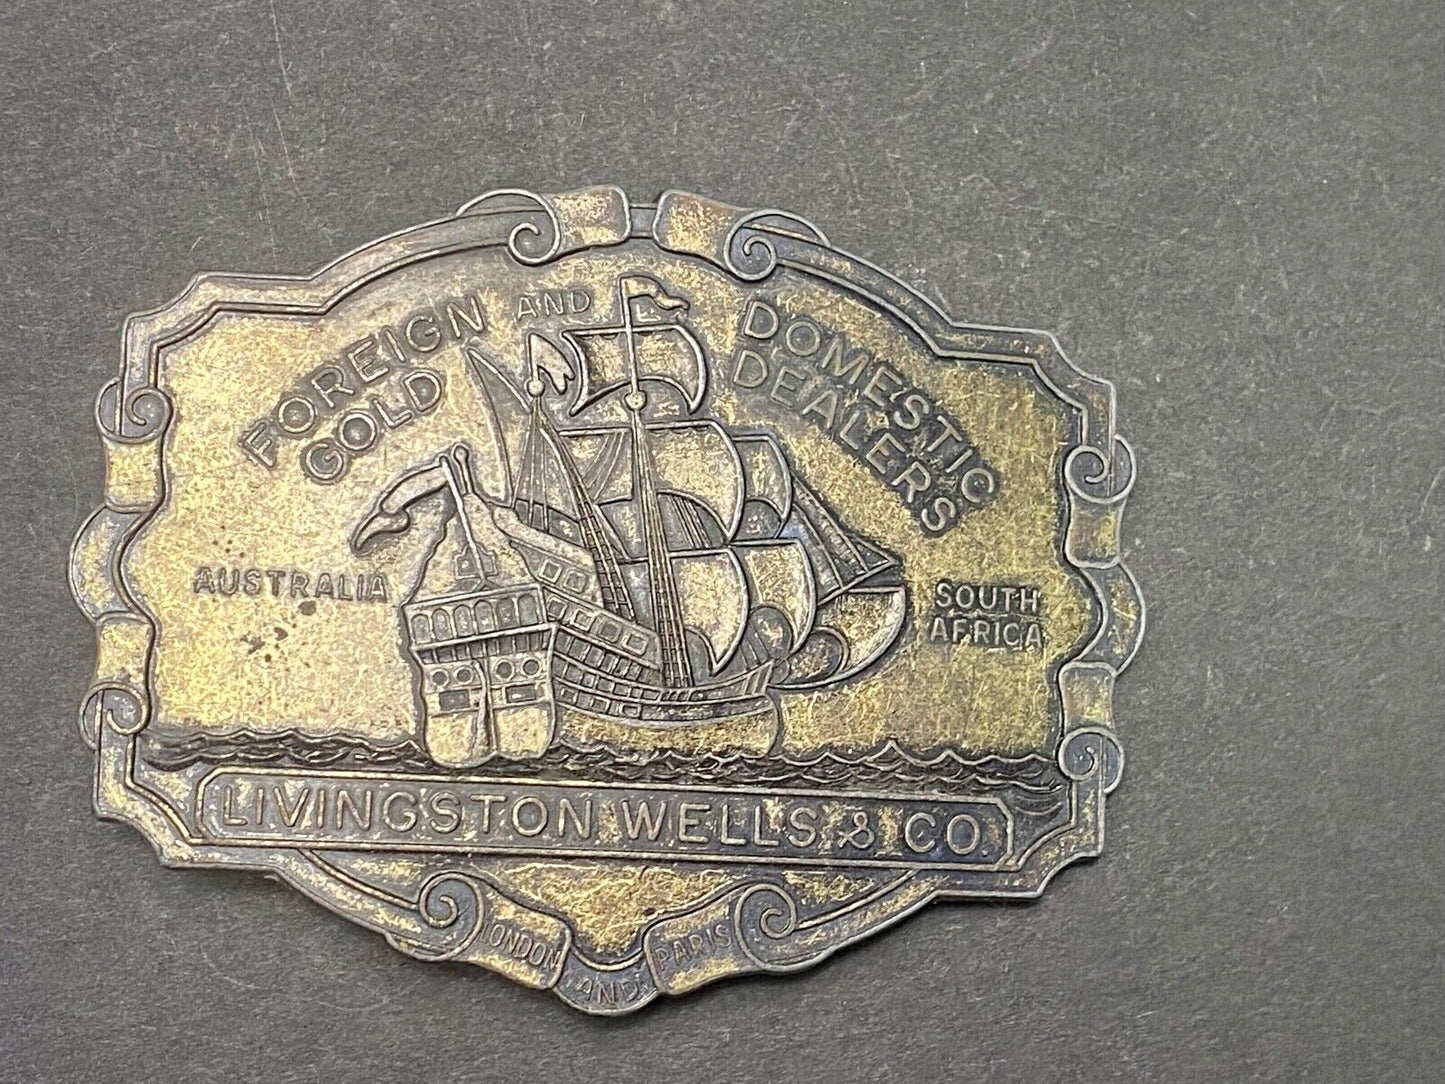 FOREIGN AND DOMESTIC
GOLD DEALERS
AUSTRALIA
SOUTH
AFRICA
LIVINGSTON WELLS & CO.
LONDON AND PARIS